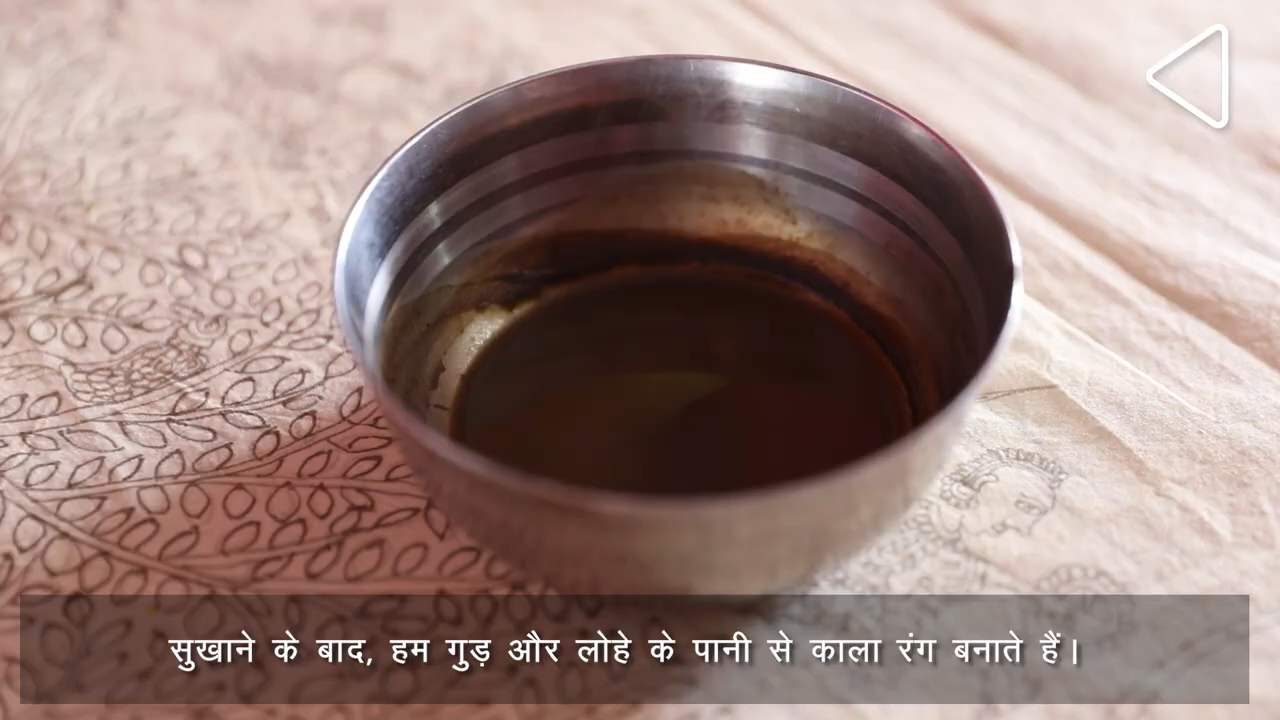 सुखाने के बाद, हम गुड़ और लोहे के पानी से काला रंग बनाते हैं।